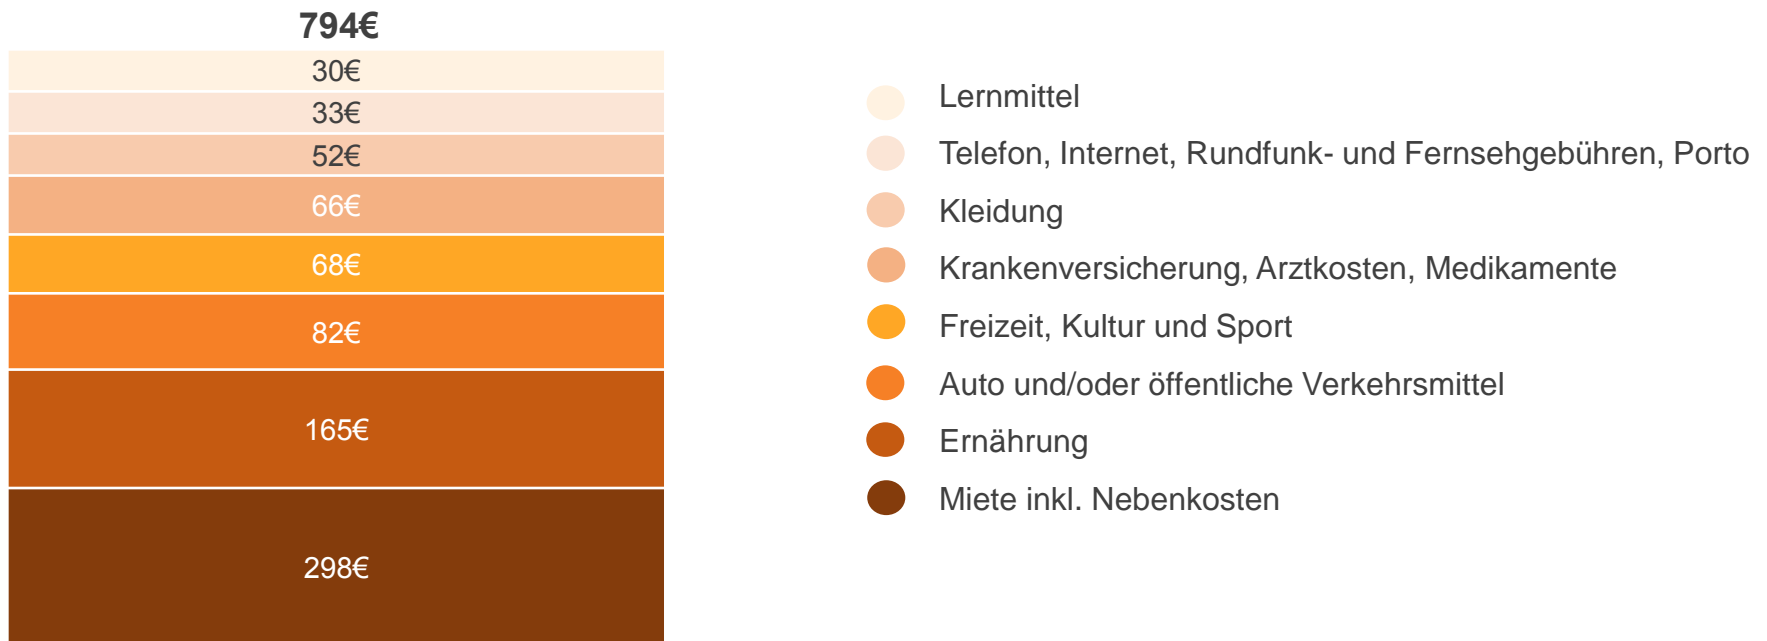 794€
30€
33€
52€
66€
68€
82€
165€
298€
Lernmittel
Telefon, Internet, Rundfunk- und Fernsehgebühren, Porto
Kleidung
Krankenversicherung, Arztkosten, Medikamente
Freizeit, Kultur und Sport
Auto und/oder öffentliche Verkehrsmittel
Ernährung
Miete inkl. Nebenkosten